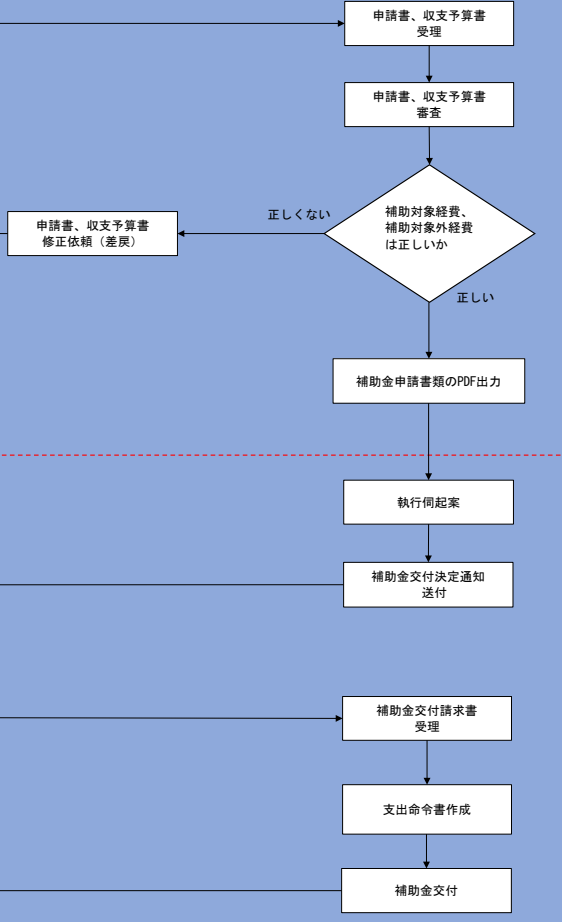 申請書、収支予算書
受理
申請書、収支予算書
審査
補助対象経費、
補助対象外経費
は正しいか
正しくない
申請書、収支予算書
修正依頼（差戻）
正しい
補助金申請書類のPDF出力
執行伺起案
補助金交付決定通知
送付
補助金交付請求書
受理
支出命令書作成
補助金交付